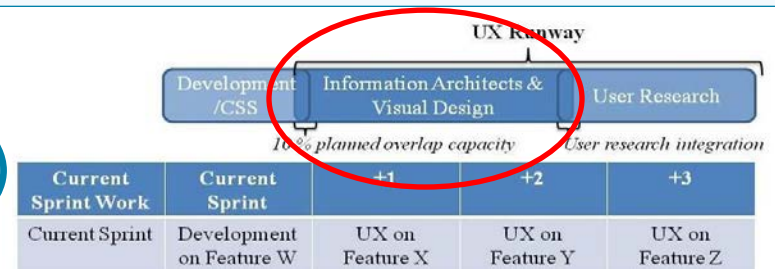 UX Runway
Development
/CSS
Information Architects &
Visual Design
User Research
10% planned overlap capacity
User research integration
Current
Sprint Work
Current
Sprint
+1
+2
+3
Current Sprint
Development
on Feature W
UX on
Feature X
UX on
Feature Y
UX on
Feature Z